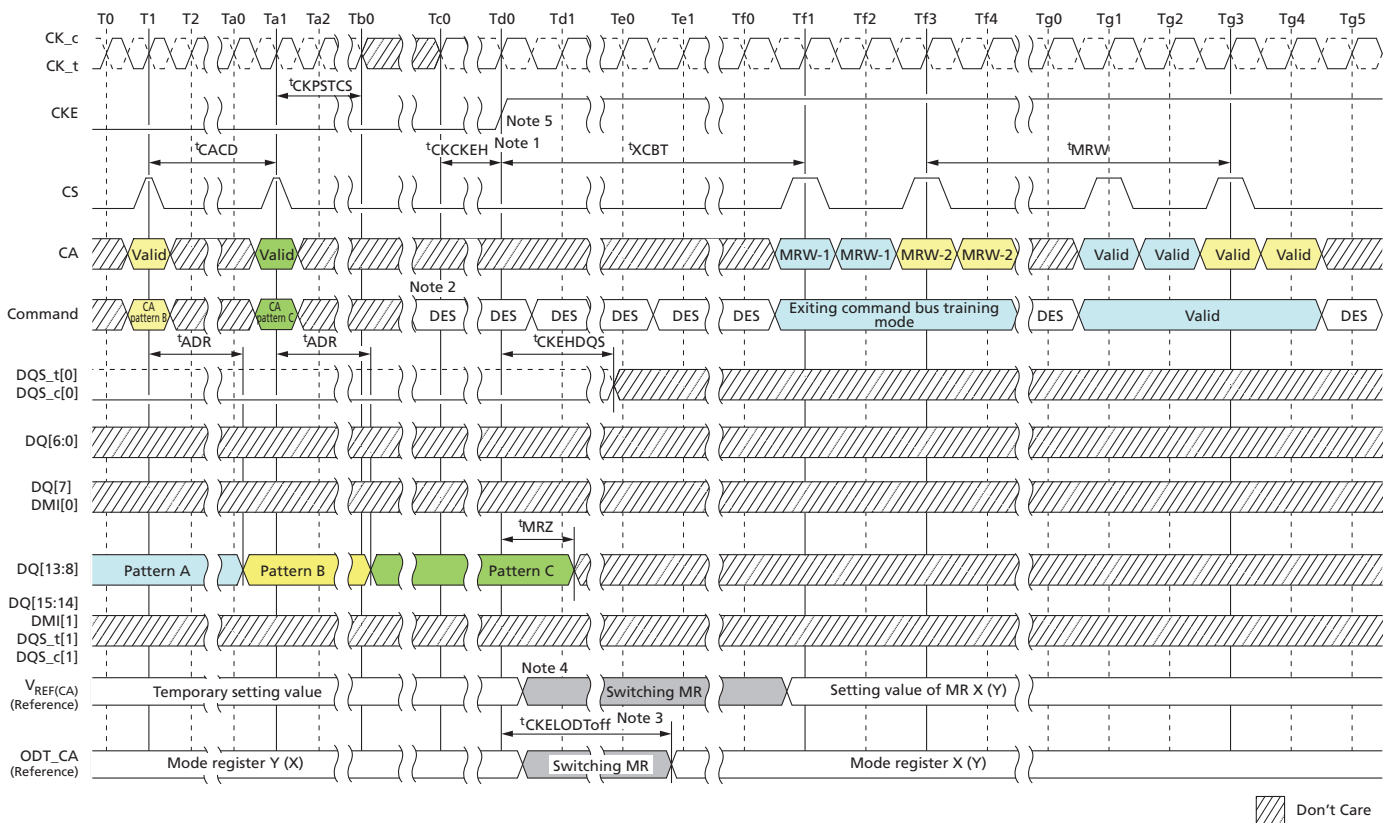 T0 T1 T2 Ta0 Ta1 Ta2 Tb0 Tc0 Td0 Td1 Te0 Te1 Tf0 Tf1 Tf2 Tf3 Tf4 Tg0 Tg1 Tg2 Tg3 Tg4 Tg5
CK_c
CK_t
tCKPSTCS
CKE
Note 5
tCACD tCKCKEH Note 1 tXCBT tMRW
CS
CA Valid Valid MRW-1 MRW-1 MRW-2 MRW-2 Valid Valid Valid Valid
Note 2
Command CA pattern B CA pattern C DES DES DES DES DES DES Exiting command bus training mode DES Valid DES
tADR tADR tCKEHDQS
DQS_t[0]
DQS_c[0]
DQ[6:0]
DQ[7]
DMI[0]
tMRZ
DQ[13:8] Pattern A Pattern B Pattern C
DQ[15:14]
DMI[1]
DQS_t[1]
DQS_c[1]
Note 4
VREF(CA)
(Reference)
Temporary setting value Switching MR Setting value of MR X (Y)
tCKELODToff Note 3
ODT_CA
(Reference)
Mode register Y (X) Switching MR Mode register X (Y)
Don't Care